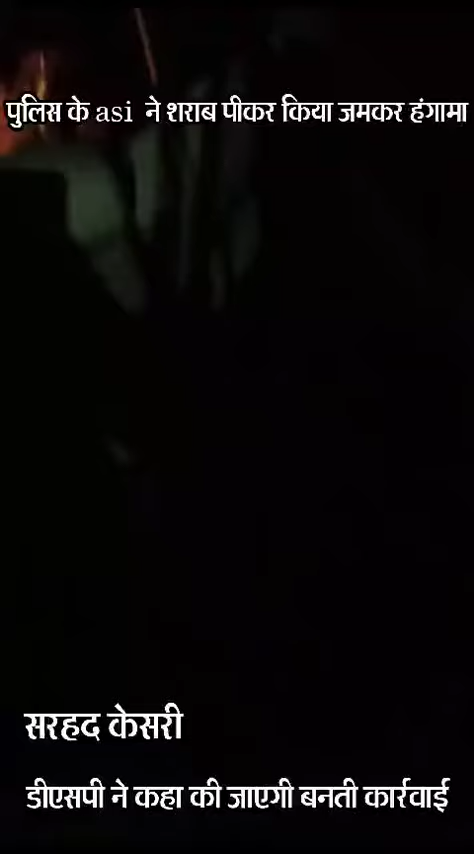 पुलिस के asi ने शराब पीकर किया जमकर हंगामा
सरहद केसरी
डीएसपी ने कहा की जाएगी बनती कार्रवाई